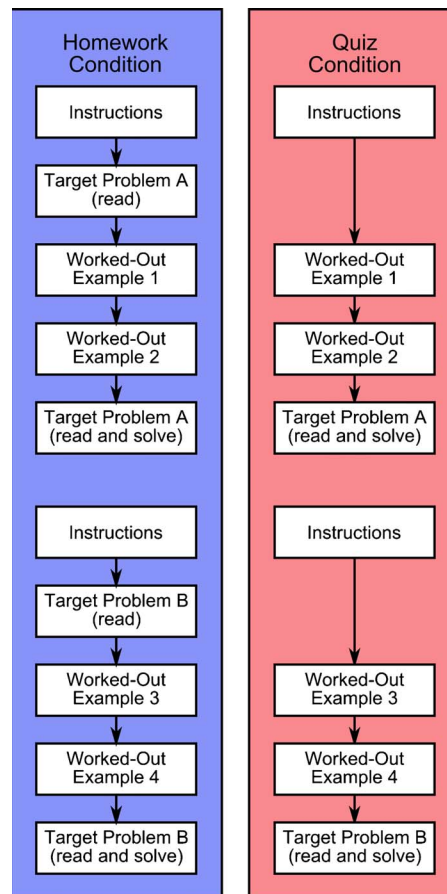 Homework
Condition
Instructions
Target Problem A
(read)
Worked-Out
Example 1
Worked-Out
Example 2
Target Problem A
(read and solve)
Instructions
Target Problem B
(read)
Worked-Out
Example 3
Worked-Out
Example 4
Target Problem B
(read and solve)
Quiz
Condition
Instructions
Worked-Out
Example 1
Worked-Out
Example 2
Target Problem A
(read and solve)
Instructions
Worked-Out
Example 3
Worked-Out
Example 4
Target Problem B
(read and solve)